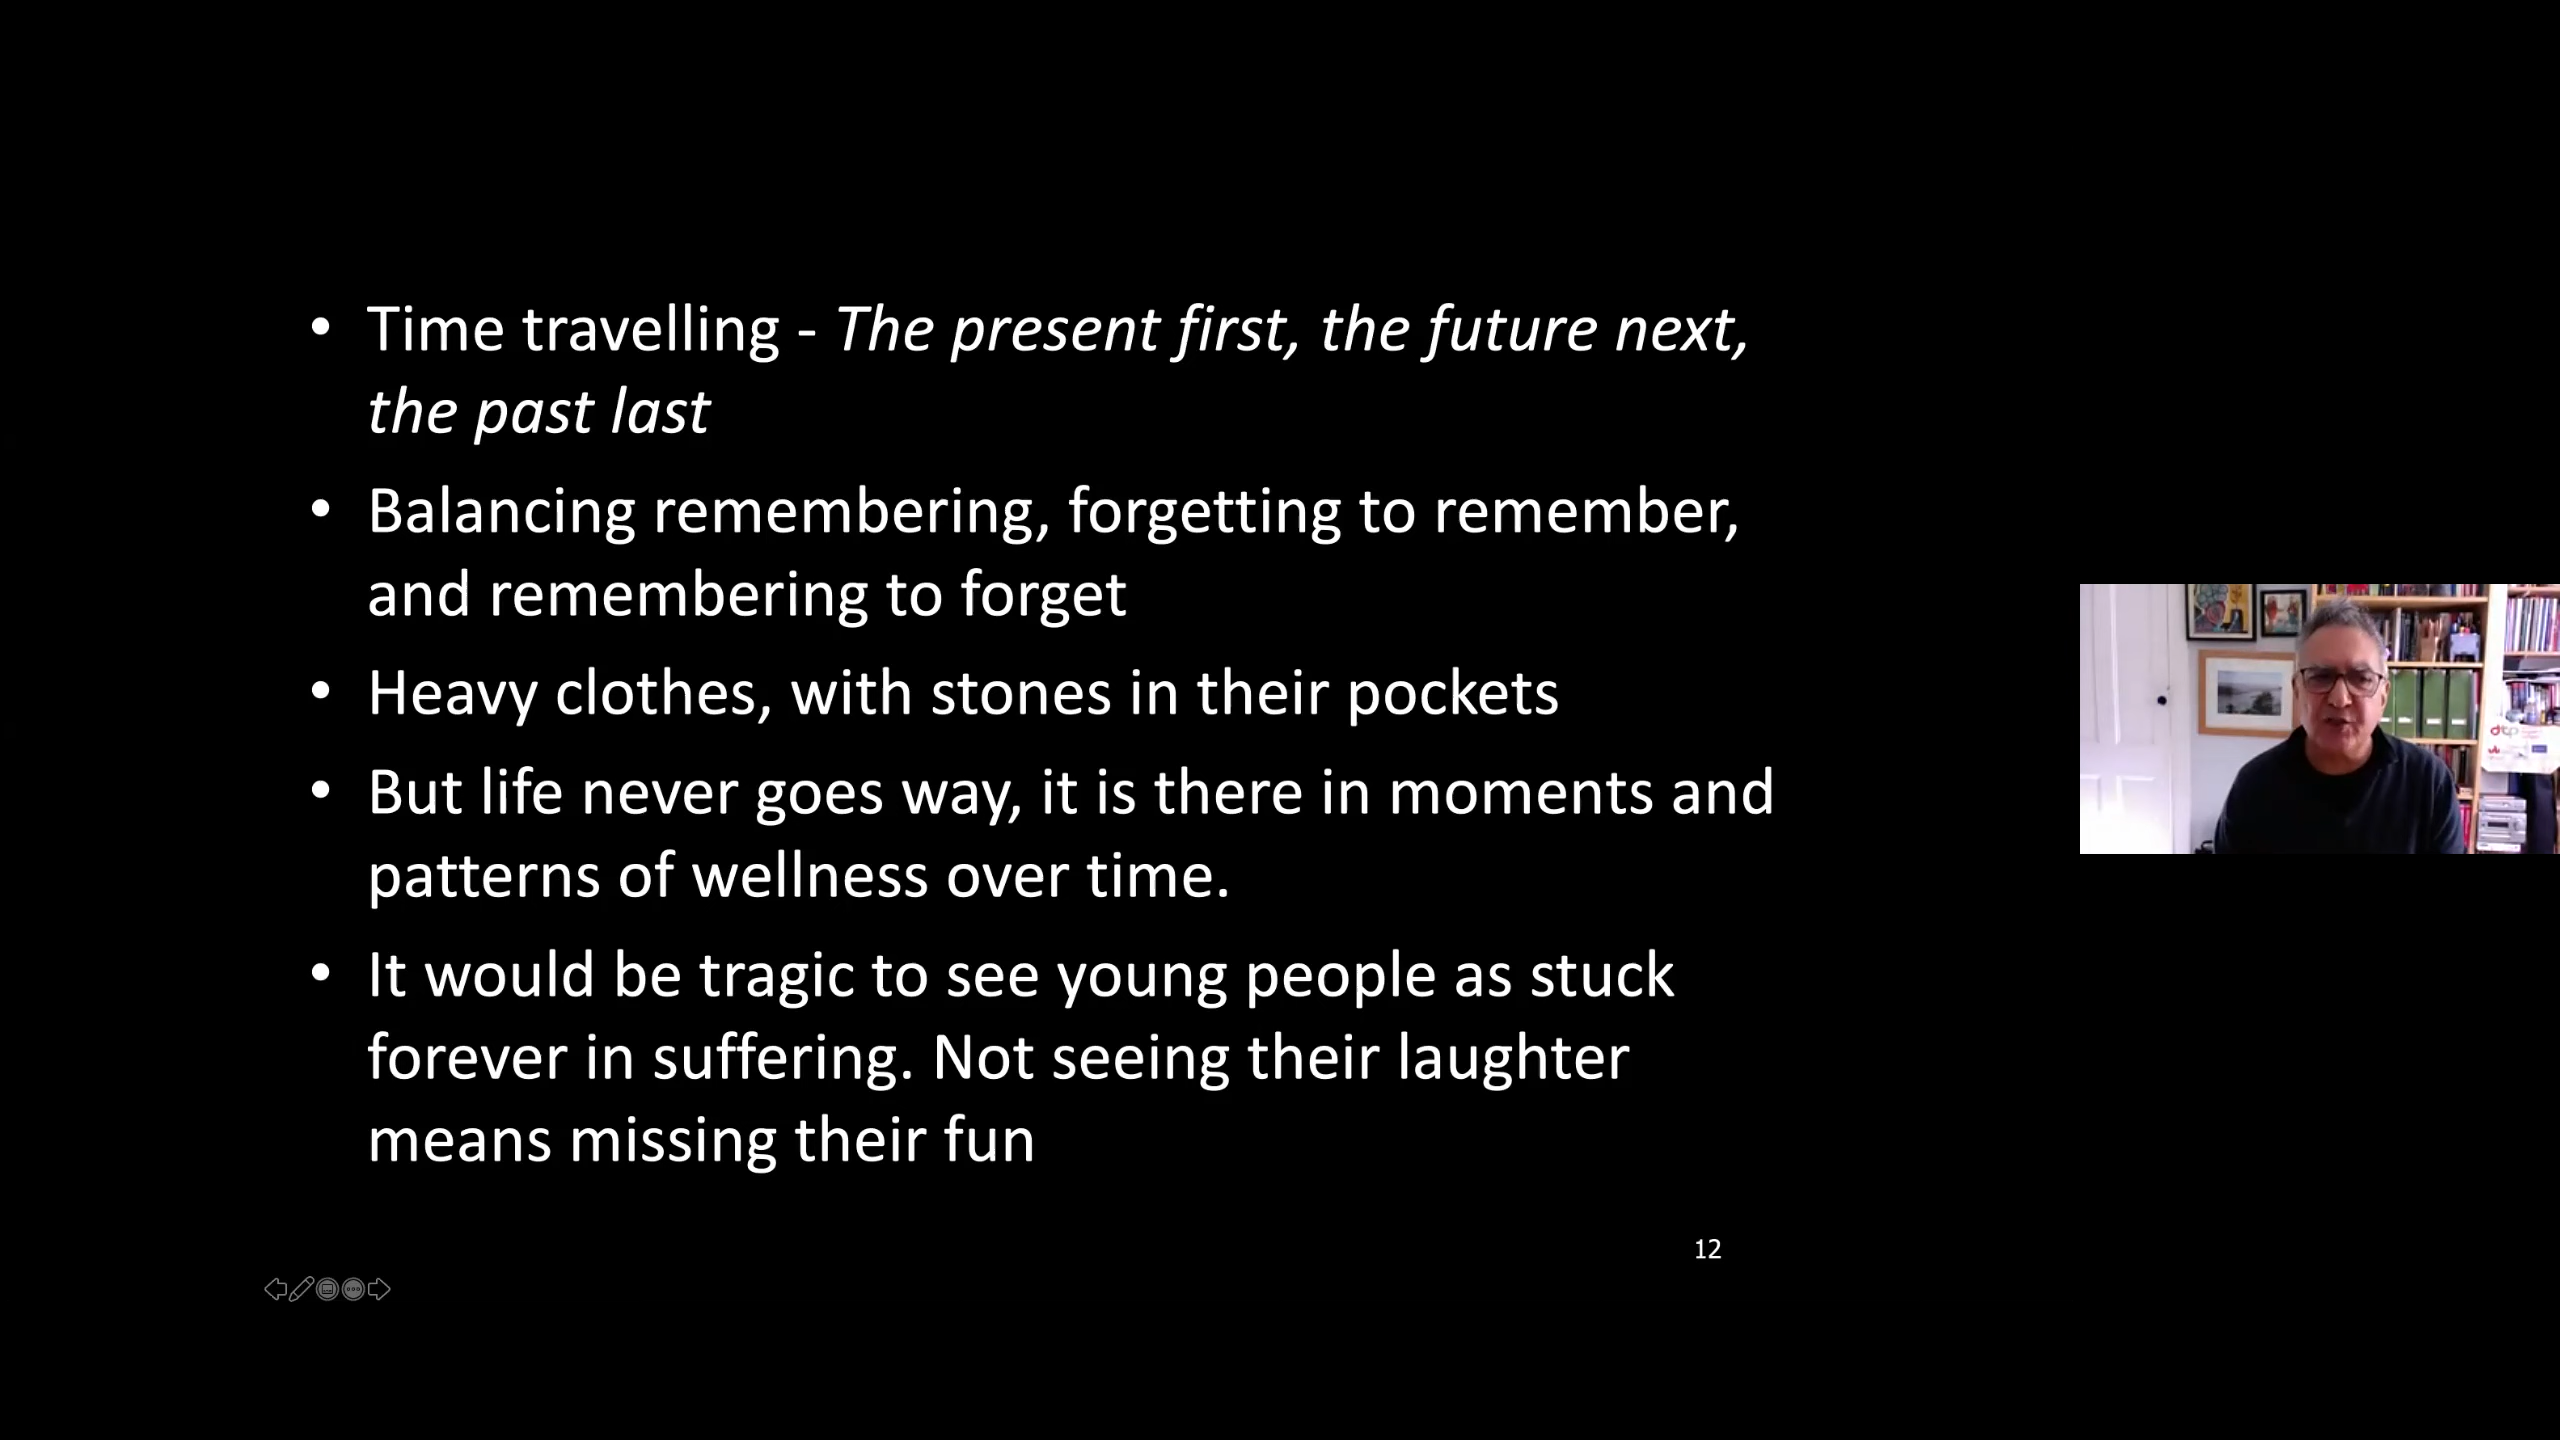 • Time travelling - The present first, the future next,
the past last
• Balancing remembering, forgetting to remember,
and remembering to forget
• Heavy clothes, with stones in their pockets
• But life never goes way, it is there in moments and
patterns of wellness over time.
• It would be tragic to see young people as stuck
forever in suffering. Not seeing their laughter
means missing their fun
dtp
12